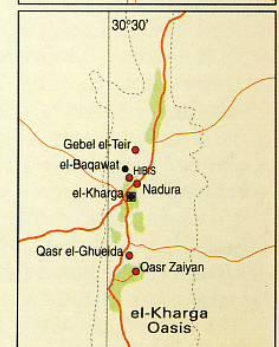 30°30'
Gebel el-Teir
el-Baqawat
HIBIS
el-Kharga
Nadura
Qasr el-Ghueida
Qasr Zaiyan
el-Kharga
Oasis